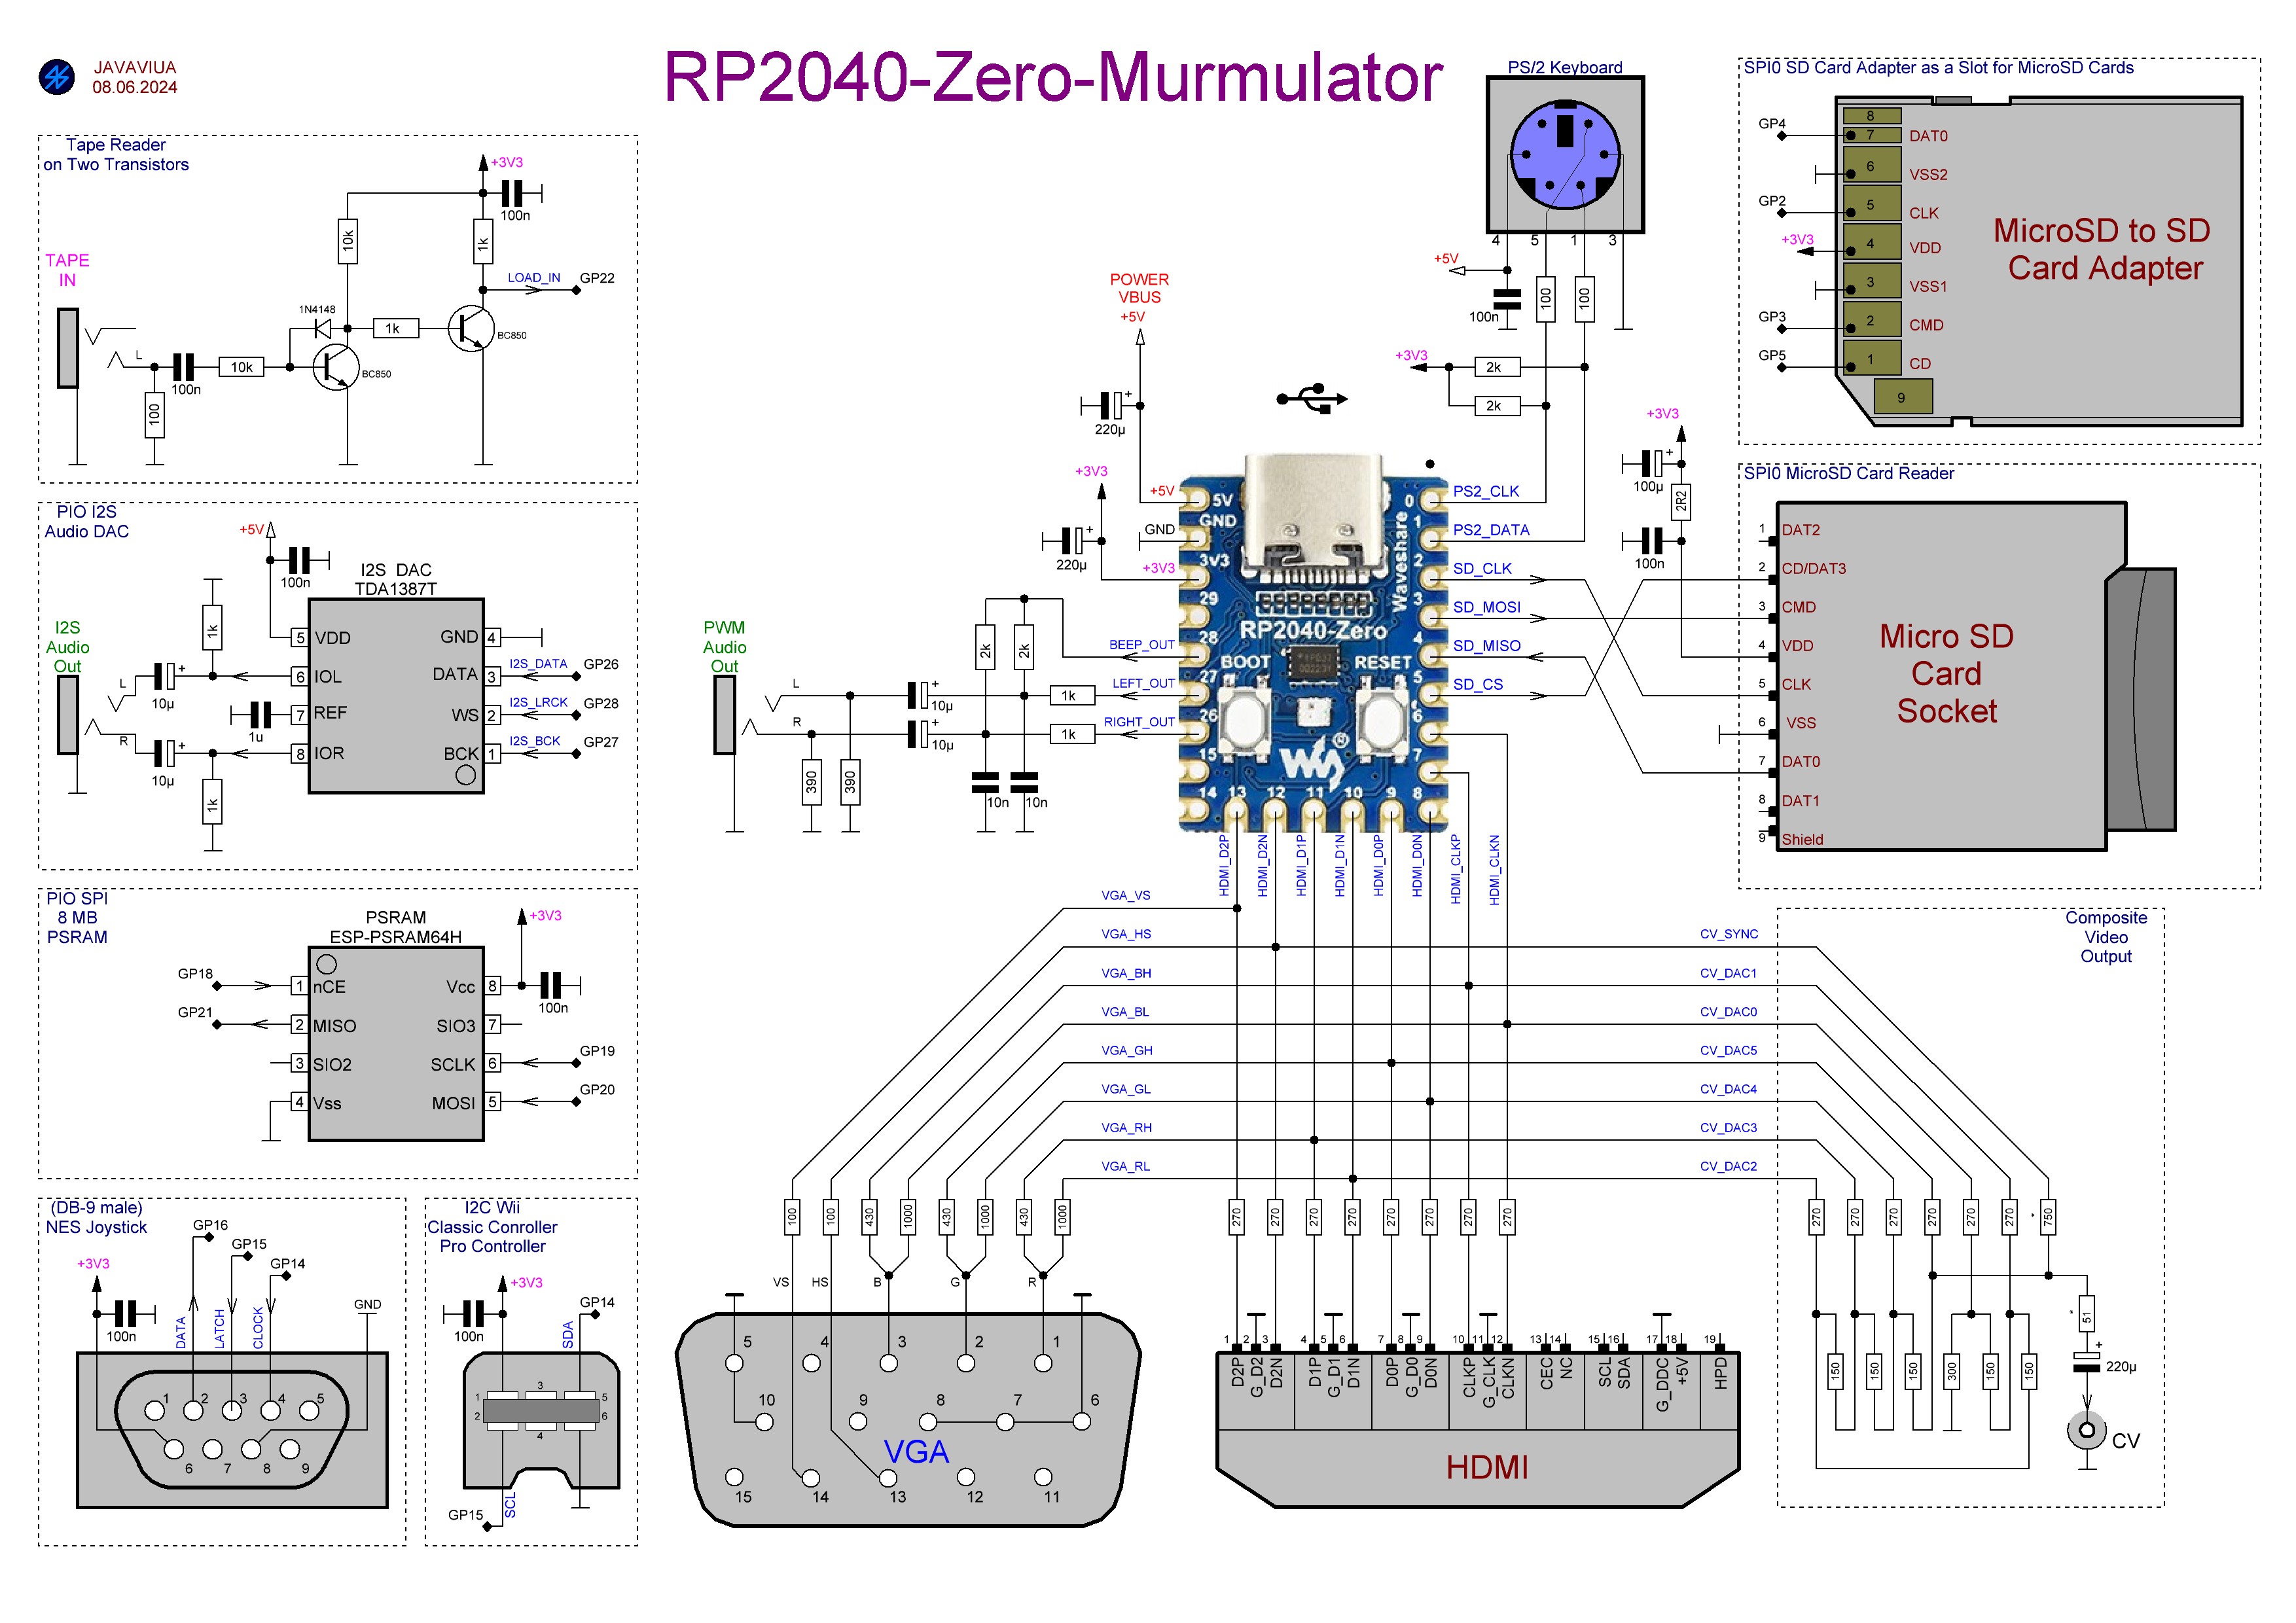 JAVAVIUA
08.06.2024
RP2040-Zero-Murmulator
Tape Reader
on Two Transistors
+3V3
100n
10k
1k
TAPE
IN
LOAD_IN
GP22
1N4148
1k
BC850
L
100n
10k
BC850
100
PIO I2S
Audio DAC
+5V
100n
I2S DAC
TDA1387T
I2S
Audio
Out
1k
5 VDD
GND 4
6 IOL
DATA 3
I2S_DATA
GP26
7 REF
WS 2
I2S_LRCK
GP28
8 IOR
BCK 1
I2S_BCK
GP27
L
10µ
+
1u
R
10µ
+
1k
PIO SPI
8 MB
PSRAM
PSRAM
ESP-PSRAM64H
+3V3
100n
GP18
1 nCE
Vcc 8
GP21
2 MISO
SIO3 7
3 SIO2
SCLK 6
GP19
4 Vss
MOSI 5
GP20
(DB-9 male)
NES Joystick
GP16
GP15
GP14
+3V3
100n
DATA
LATCH
CLOCK
GND
1 2 3 4 5
6 7 8 9
I2C Wii
Classic Conroller
Pro Controller
+3V3
100n
GP14
SDA
1 3 5
2 4 6
GP15
SCL
POWER
VBUS
+5V
220µ
+
+3V3
220µ
+
+5V
GND
+3V3
BEEP_OUT
LEFT_OUT
RIGHT_OUT
PWM
Audio
Out
L
R
10µ
+
10µ
+
2k
2k
1k
1k
390
390
10n
10n
5V
GND
3V3
29
28
27
26
15
14
13 12 11 10 9 8
0
1
2
3
4
5
6
7
Waveshare
RP2040-Zero
BOOT
RESET
PS/2 Keyboard
4 5 1 3
+5V
100n
100
100
+3V3
2k
2k
PS2_CLK
PS2_DATA
SD_CLK
SD_MOSI
SD_MISO
SD_CS
SPI0 SD Card Adapter as a Slot for MicroSD Cards
8
GP4
7
DAT0
6
VSS2
GP2
5
CLK
+3V3
4
VDD
3
VSS1
GP3
2
CMD
GP5
1
CD
9
MicroSD to SD
Card Adapter
SPI0 MicroSD Card Reader
+3V3
100µ
+
2R2
100n
1 DAT2
2 CD/DAT3
3 CMD
4 VDD
5 CLK
6 VSS
7 DAT0
8 DAT1
9 Shield
Micro SD
Card
Socket
HDMI_D2P
HDMI_D2N
HDMI_D1P
HDMI_D1N
HDMI_D0P
HDMI_D0N
HDMI_CLKP
HDMI_CLKN
VGA_VS
VGA_HS
VGA_BH
VGA_BL
VGA_GH
VGA_GL
VGA_RH
VGA_RL
CV_SYNC
CV_DAC1
CV_DAC0
CV_DAC5
CV_DAC4
CV_DAC3
CV_DAC2
Composite
Video
Output
100 100 430 1000 430 1000 430 1000
270 270 270 270 270 270 270 270
270 270 270 270 270 270 * 750
VS HS B G R
5 4 3 2 1
10 9 8 7 6
15 14 13 12 11
VGA
1 2 3 4 5 6 7 8 9 10 11 12 13 14 15 16 17 18 19
D2P
G_D2
D2N
D1P
G_D1
D1N
D0P
G_D0
D0N
CLKP
G_CLK
CLKN
CEC
NC
SCL
SDA
G_DDC
+5V
HPD
HDMI
150 150 150 300 150 150
* 51
+
220µ
CV